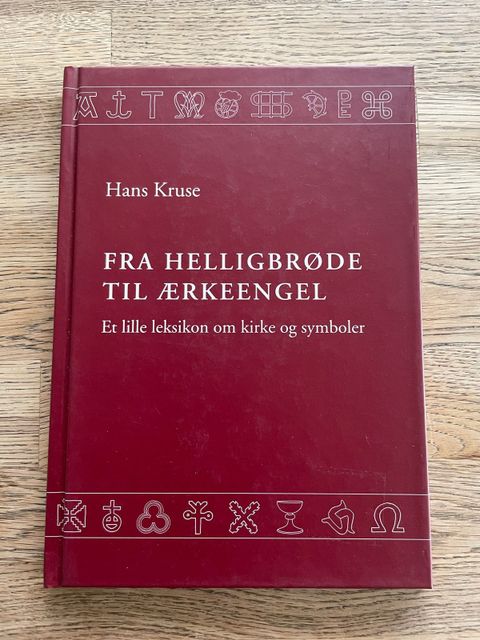 Hans Kruse
FRA HELLIGBRØDE
TIL ÆRKEENGEL
Et lille leksikon om kirke og symboler